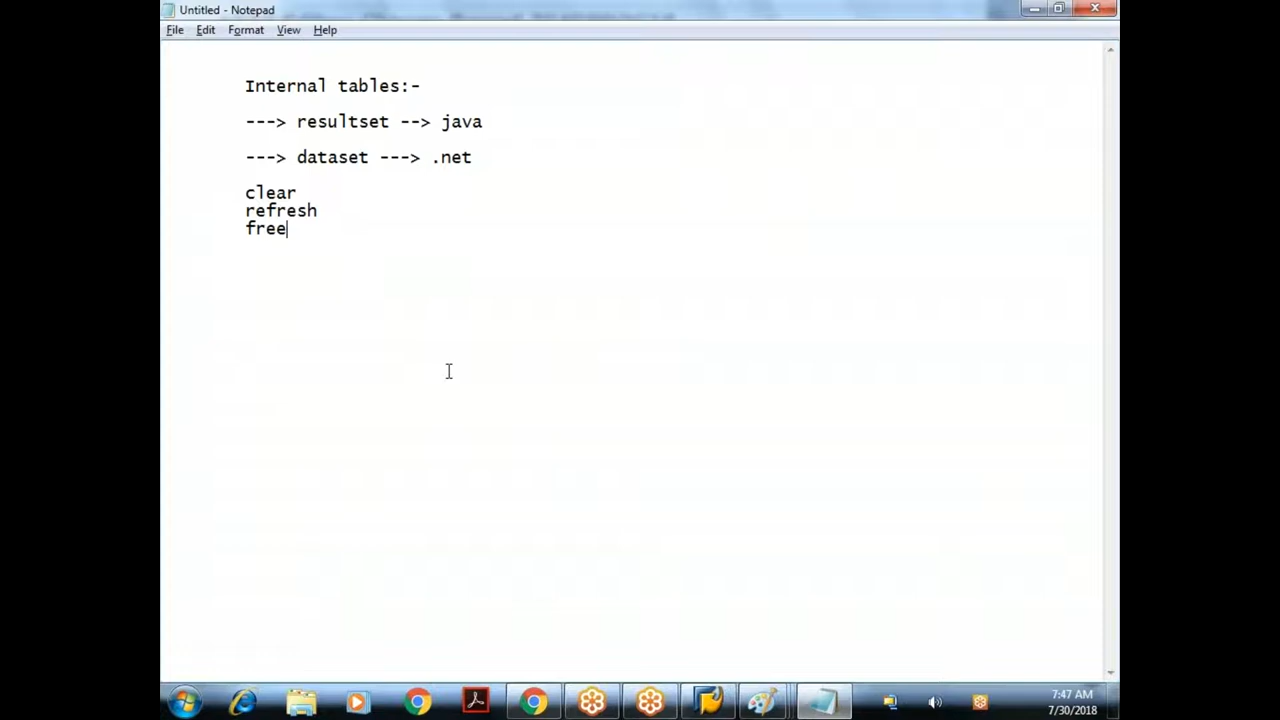 Untitled - Notepad
File Edit Format View Help
Internal tables:-
---> resultset --> java
---> dataset ---> .net
clear
refresh
free
7:47 AM
7/30/2018